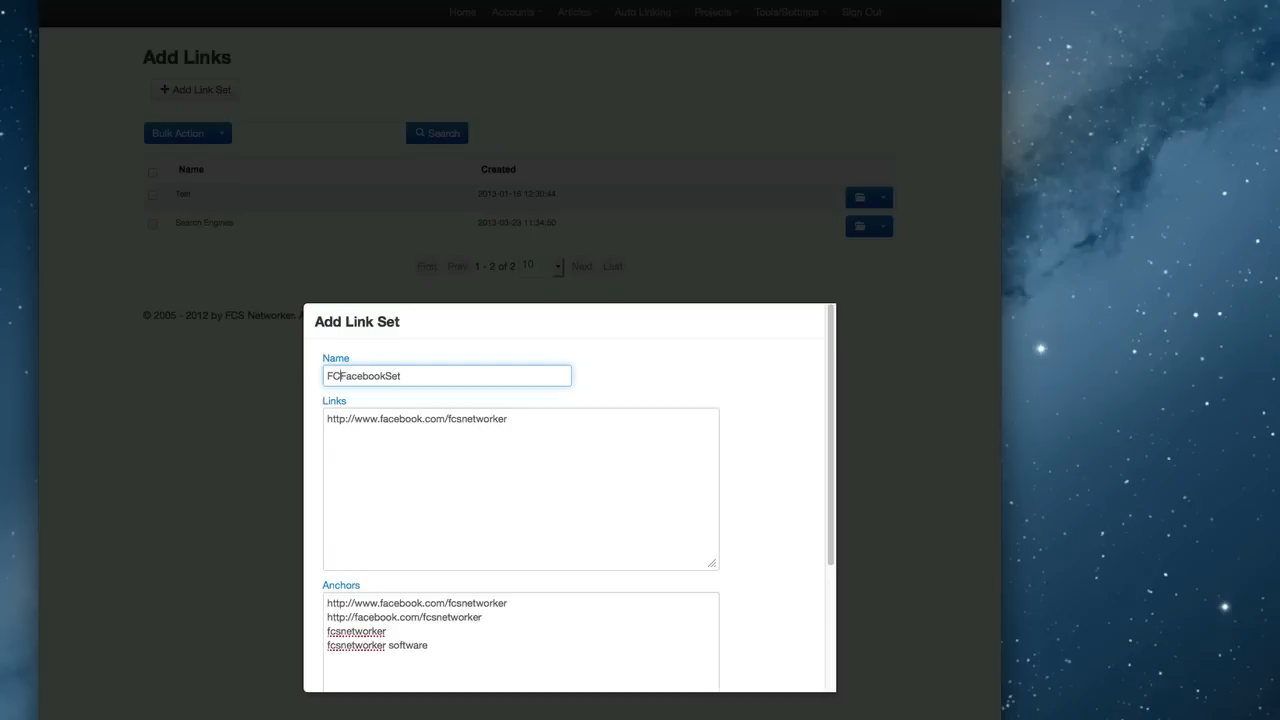 Home Accounts Articles Auto Linking Projects Tools/Settings Sign Out
Add Links
+ Add Link Set
Bulk Action
Search
Name Created
2013-01-16 12:30:44
Search Engines 2013-03-23 11:34:50
First Prev 1 - 2 of 2 10 Next Last
© 2005 - 2012 by FCS Networker. A
Add Link Set
Name
FCFacebookSet
Links
http://www.facebook.com/fcsnetworker
Anchors
http://www.facebook.com/fcsnetworker
http://facebook.com/fcsnetworker
fcsnetworker
fcsnetworker software